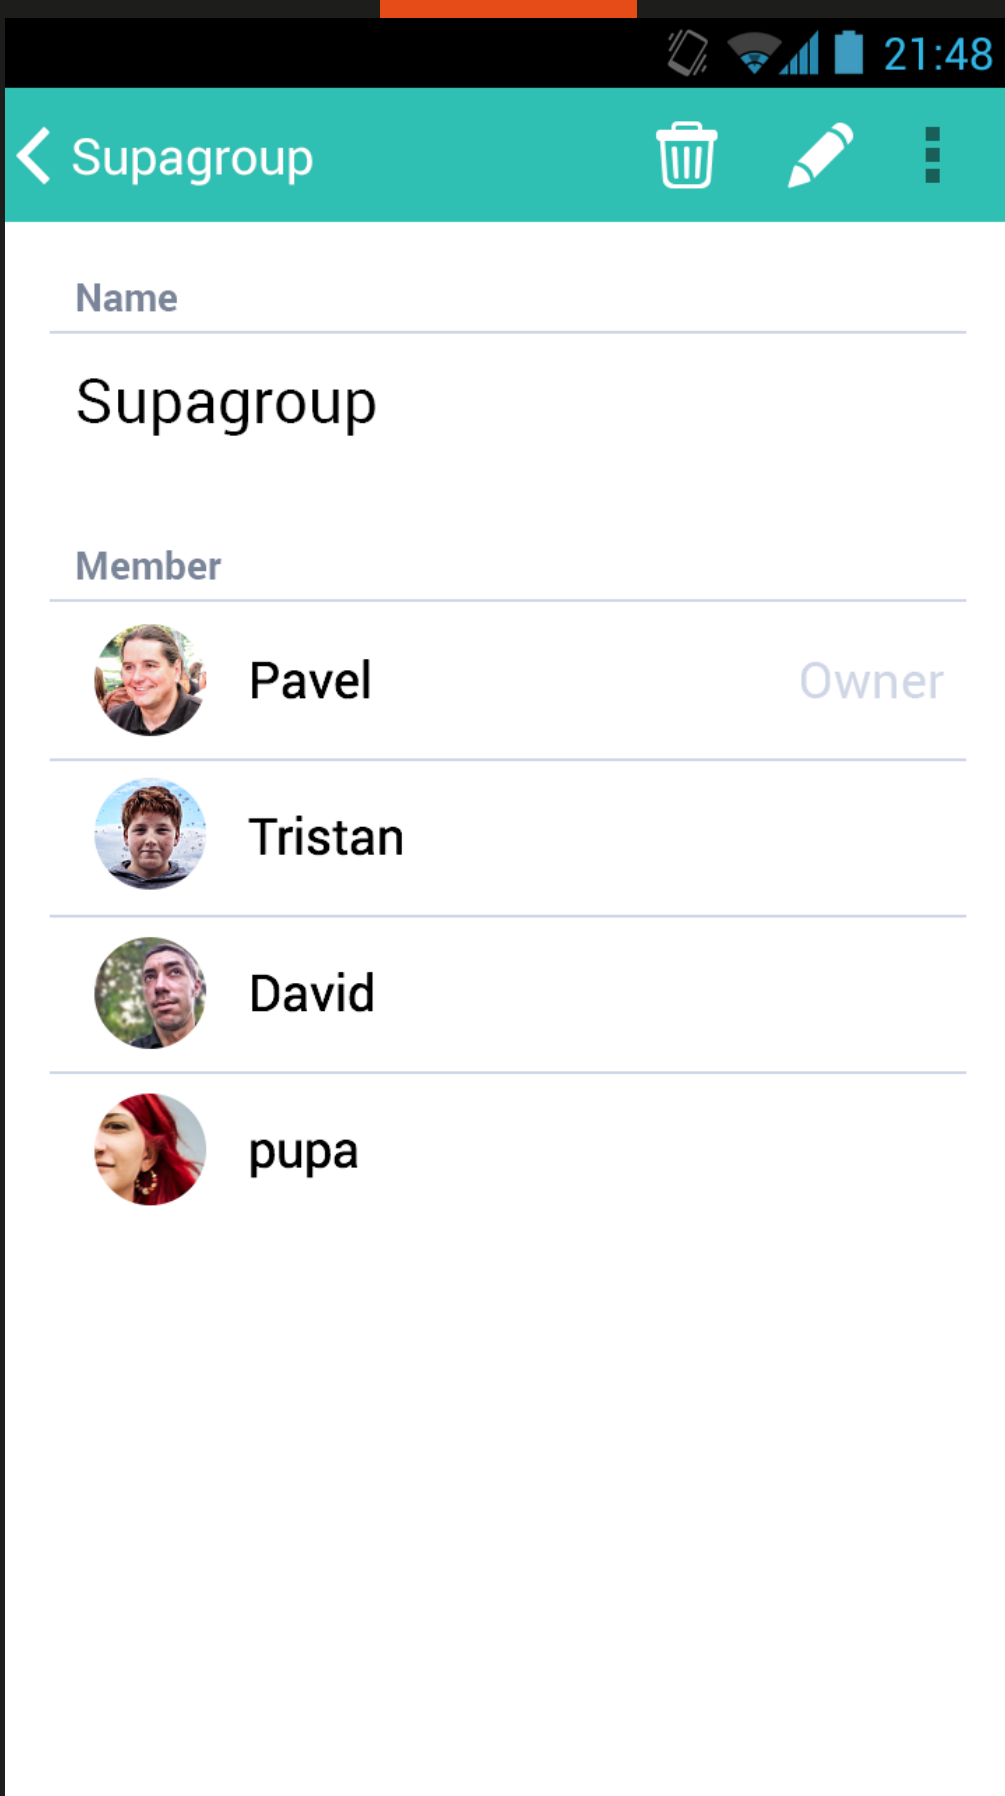 21:48
Supagroup
Name
Supagroup
Member
Pavel Owner
Tristan
David
pupa